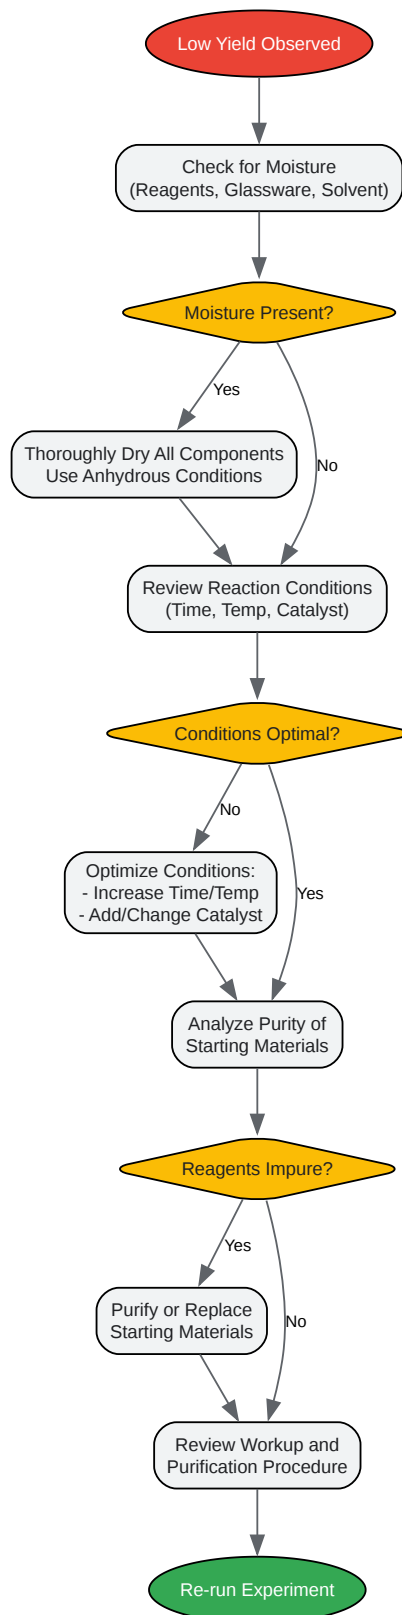 Low Yield Observed
Check for Moisture
(Reagents, Glassware, Solvent)
Moisture Present?
Yes
Thoroughly Dry All Components
Use Anhydrous Conditions
No
Review Reaction Conditions
(Time, Temp, Catalyst)
Conditions Optimal?
No
Optimize Conditions:
- Increase Time/Temp
- Add/Change Catalyst
Yes
Analyze Purity of
Starting Materials
Reagents Impure?
Yes
Purify or Replace
Starting Materials
No
Review Workup and
Purification Procedure
Re-run Experiment